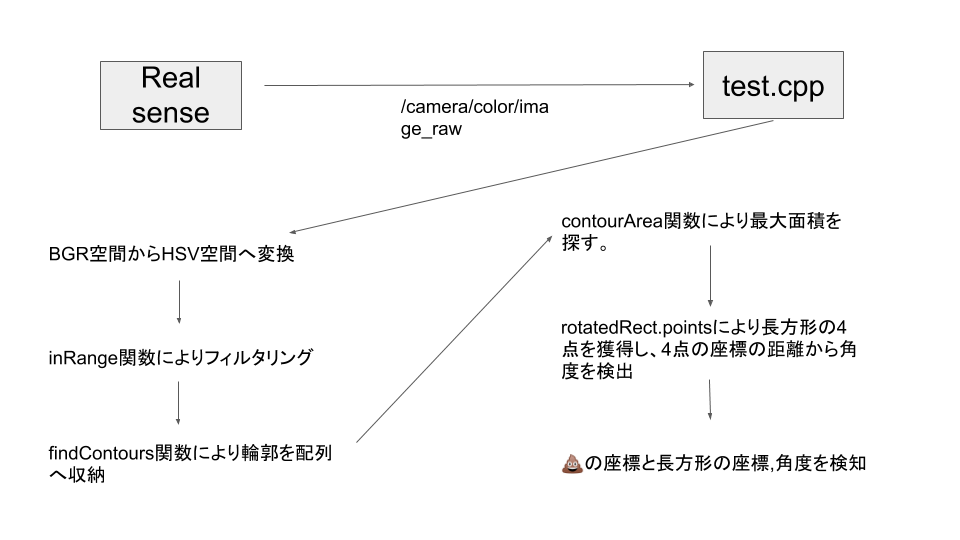 Real
sense
/camera/color/ima
ge_raw
test.cpp
BGR空間からHSV空間へ変換
inRange関数によりフィルタリング
findContours関数により輪郭を配列
へ収納
contourArea関数により最大面積を
探す。
rotatedRect.pointsにより長方形の4
点を獲得し、4点の座標の距離から角
度を検出
💩の座標と長方形の座標,角度を検知